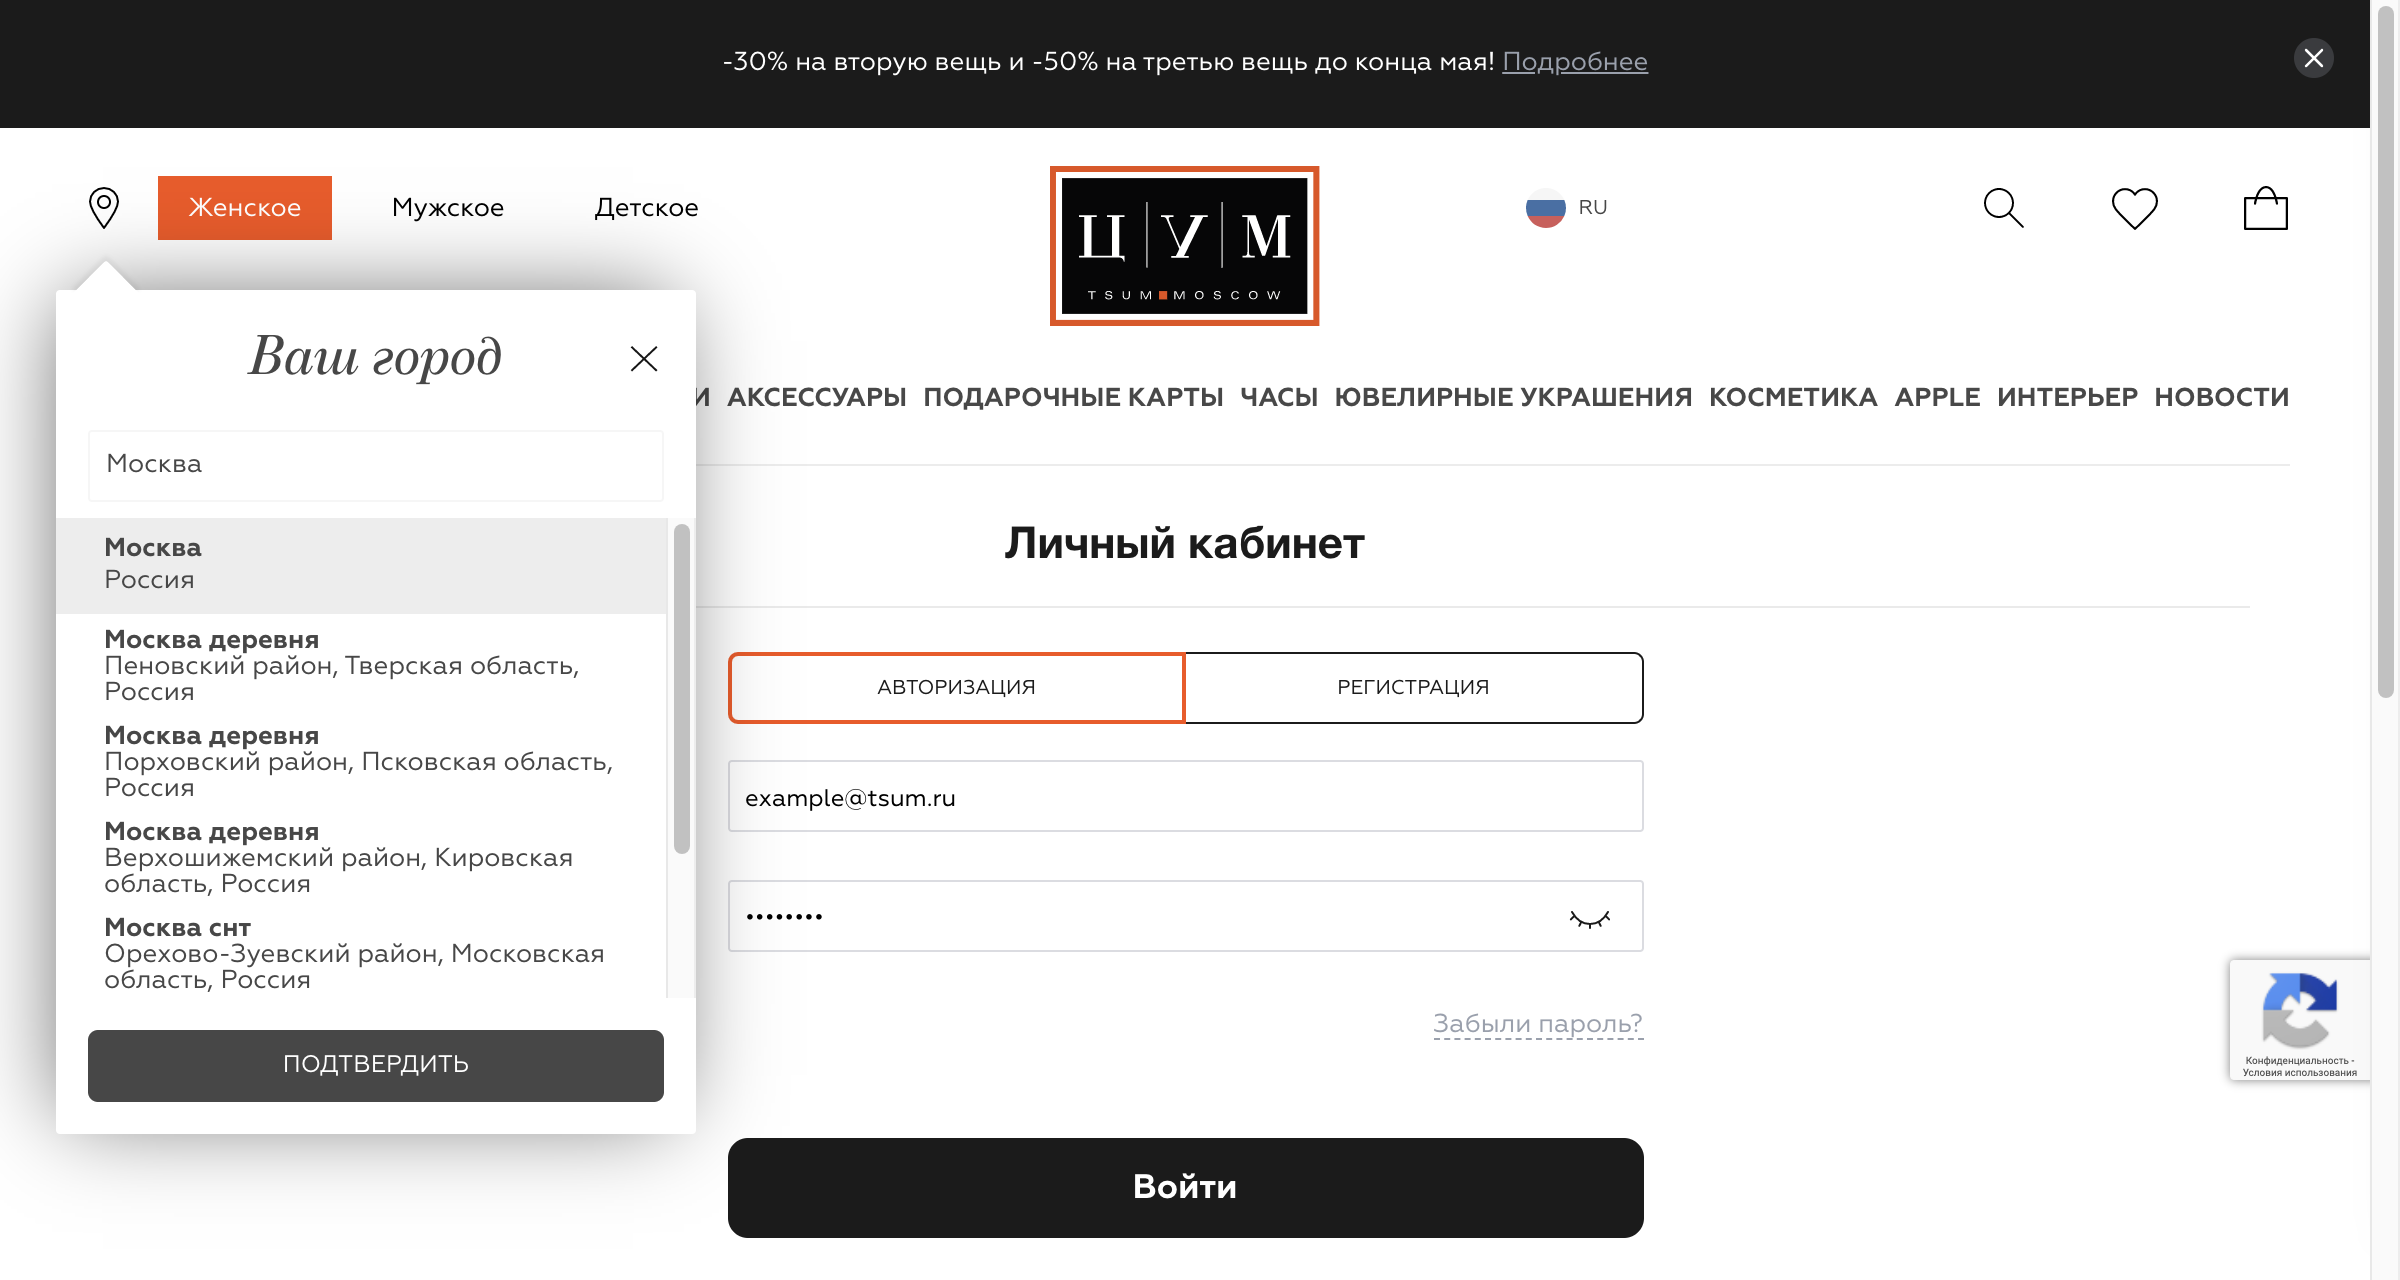 -30% на вторую вещь и -50% на третью вещь до конца мая! Подробнее
Женское
Мужское
Детское
Ц У М
TSUM MOSCOW
RU
Ваш город
Москва
Москва
Россия
Москва деревня
Пеновский район, Тверская область,
Россия
Москва деревня
Порховский район, Псковская область,
Россия
Москва деревня
Верхошижемский район, Кировская
область, Россия
Москва снт
Орехово-Зуевский район, Московская
область, Россия
ПОДТВЕРДИТЬ
АКСЕССУАРЫ ПОДАРОЧНЫЕ КАРТЫ ЧАСЫ ЮВЕЛИРНЫЕ УКРАШЕНИЯ КОСМЕТИКА APPLE ИНТЕРЬЕР НОВОСТИ
Личный кабинет
АВТОРИЗАЦИЯ
РЕГИСТРАЦИЯ
example@tsum.ru
••••••••
Забыли пароль?
Войти
Конфиденциальность -
Условия использования